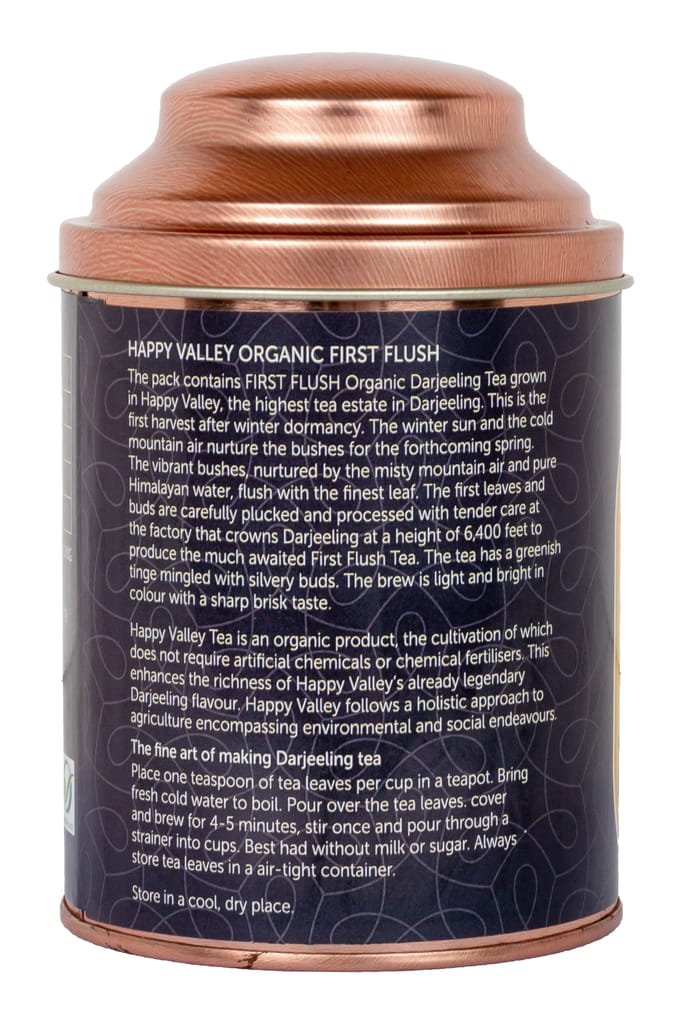 HAPPY VALLEY ORGANIC FIRST FLUSH
The pack contains FIRST FLUSH Organic Darjeeling Tea grown
in Happy Valley, the highest tea estate in Darjeeling. This is the
first harvest after winter dormancy. The winter sun and the cold
mountain air nurture the bushes for the forthcoming spring.
The vibrant bushes, nurtured by the misty mountain air and pure
Himalayan water, flush with the finest leaf. The first leaves and
buds are carefully plucked and processed with tender care at
the factory that crowns Darjeeling at a height of 6,400 feet to
produce the much awaited First Flush Tea. The tea has a greenish
tinge mingled with silvery buds. The brew is light and bright in
colour with a sharp brisk taste.
Happy Valley Tea is an organic product, the cultivation of which
does not require artificial chemicals or chemical fertilisers. This
enhances the richness of Happy Valley's already legendary
Darjeeling flavour. Happy Valley follows a holistic approach to
agriculture encompassing environmental and social endeavours.
The fine art of making Darjeeling tea
Place one teaspoon of tea leaves per cup in a teapot. Bring
fresh cold water to boil. Pour over the tea leaves. cover
and brew for 4-5 minutes, stir once and pour through a
strainer into cups. Best had without milk or sugar. Always
store tea leaves in a air-tight container.
Store in a cool, dry place.